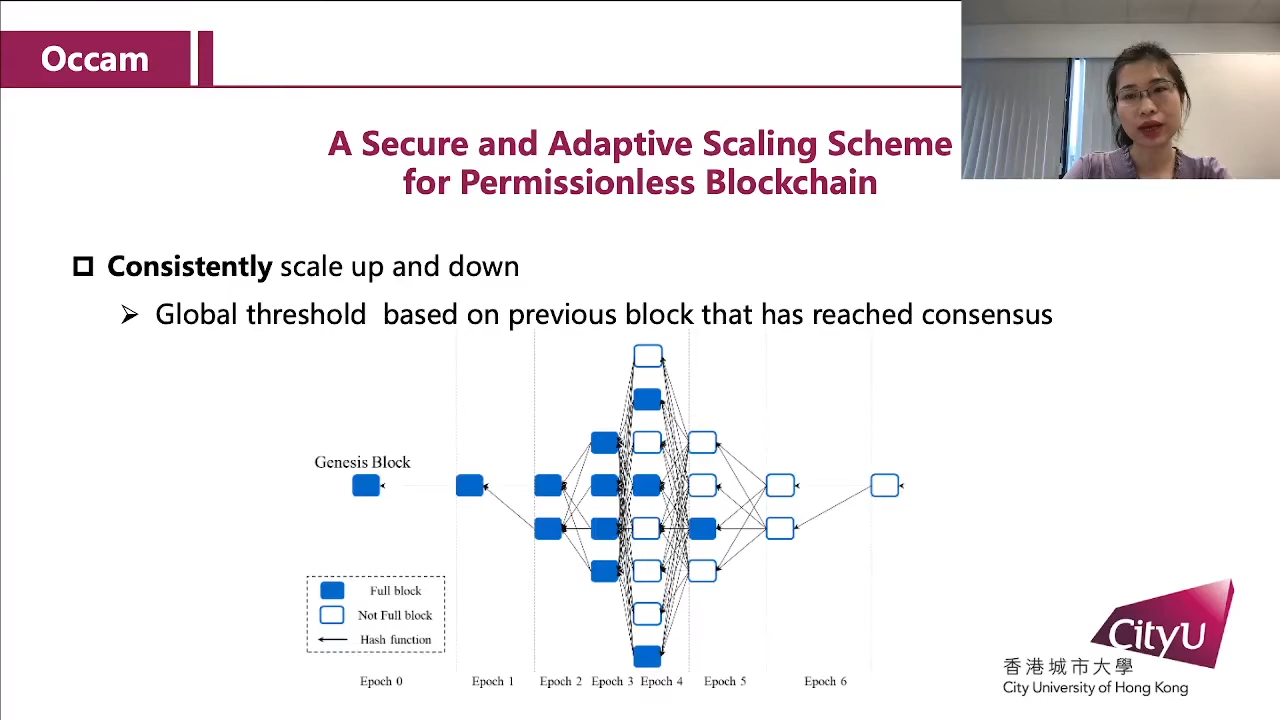 Occam
A Secure and Adaptive Scaling Scheme
for Permissionless Blockchain
Consistently scale up and down
Global threshold based on previous block that has reached consensus
Genesis Block
Full block
Not Full block
Hash function
Epoch 0
Epoch 1
Epoch 2
Epoch 3
Epoch 4
Epoch 5
Epoch 6
CityU
香港城市大學
City University of Hong Kong